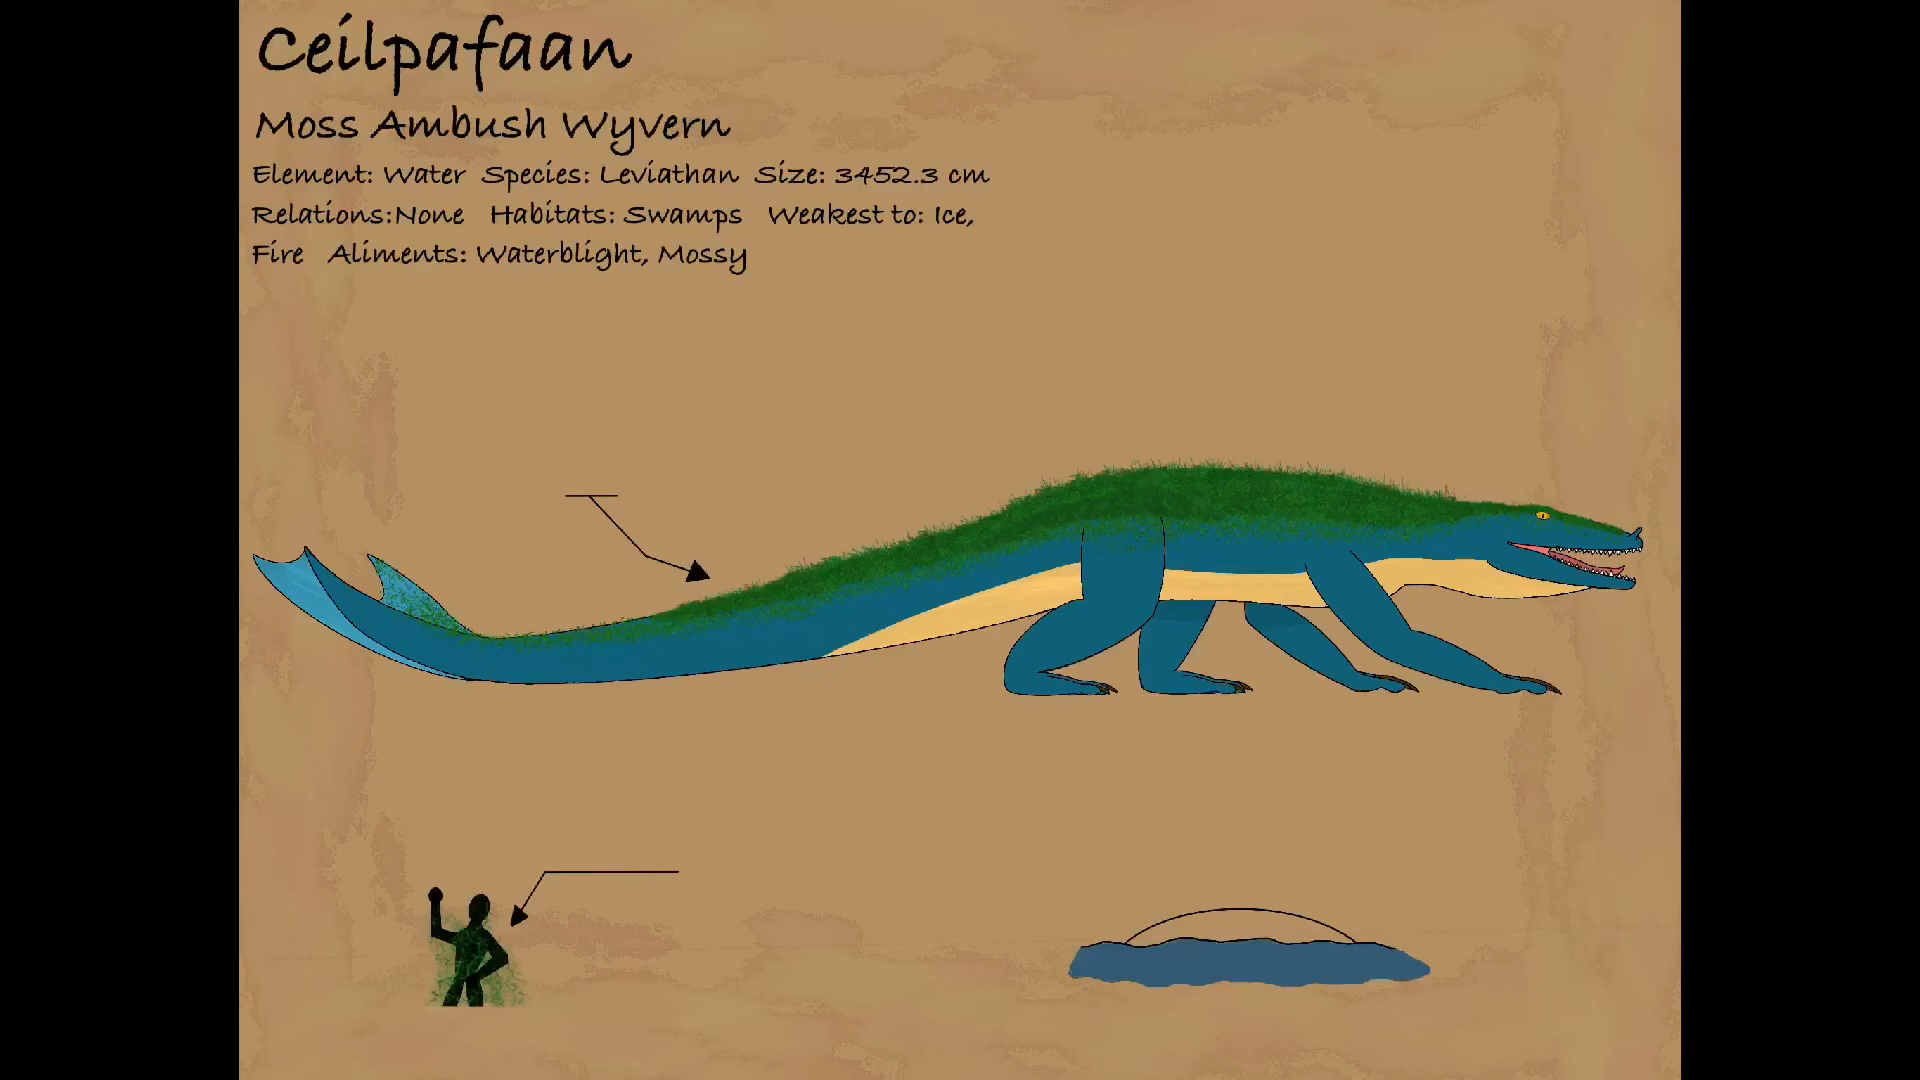 Ceilpafaan
Moss Ambush Wyvern
Element: Water Species: Leviathan Size: 3452.3 cm
Relations:None Habitats: Swamps Weakest to: Ice,
Fire Aliments: Waterblight, Mossy